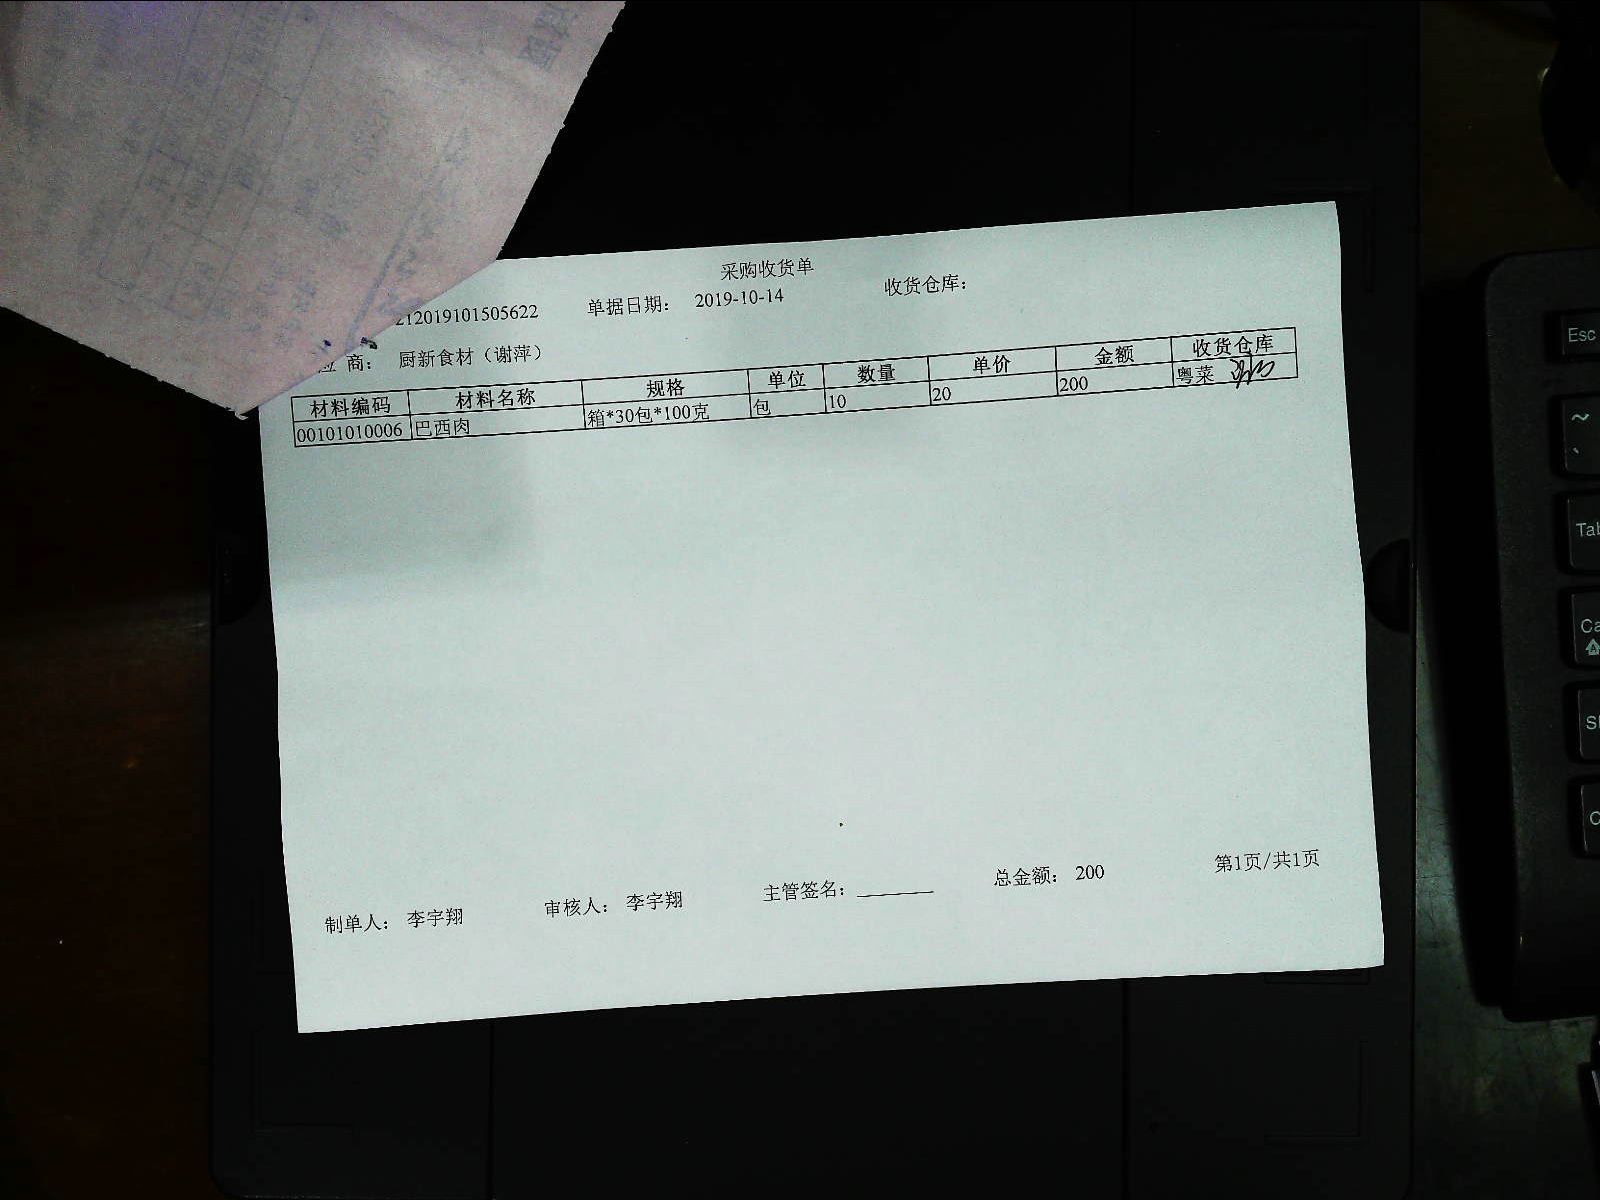 采购收货单
212019101505622 单据日期: 2019-10-14 收货仓库:
应 商: 厨新食材（谢萍）
材料编码 材料名称 规格 单位 数量 单价 金额 收货仓库
00101010006 巴西肉 箱*30包*100克 包 10 20 200 粤菜
制单人: 李宇翔 审核人: 李宇翔 主管签名: 总金额: 200 第1页/共1页
Esc
~
Tab